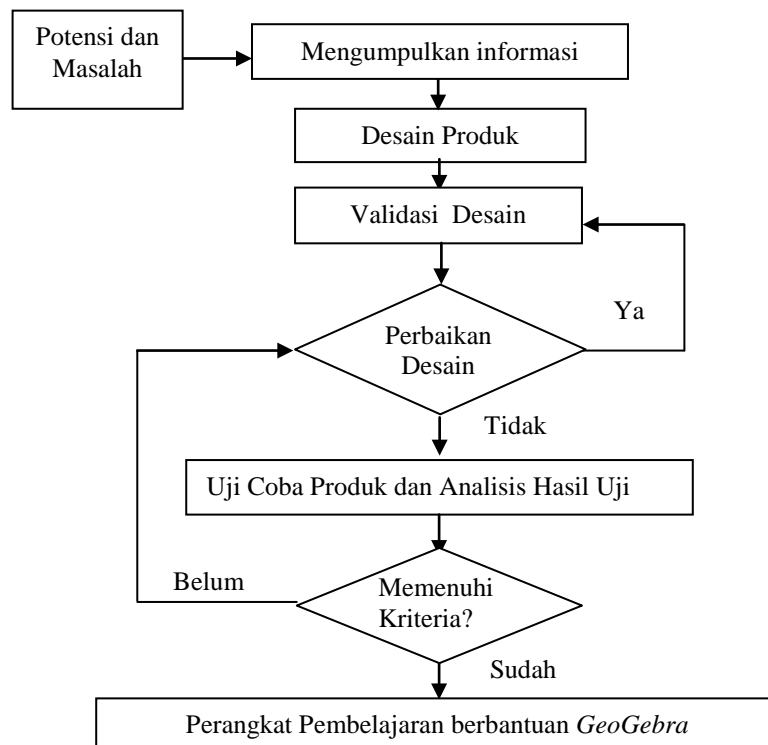 Potensi dan
Masalah
Mengumpulkan informasi
Desain Produk
Validasi Desain
Ya
Perbaikan
Desain
Tidak
Uji Coba Produk dan Analisis Hasil Uji
Belum
Memenuhi
Kriteria?
Sudah
Perangkat Pembelajaran berbantuan GeoGebra